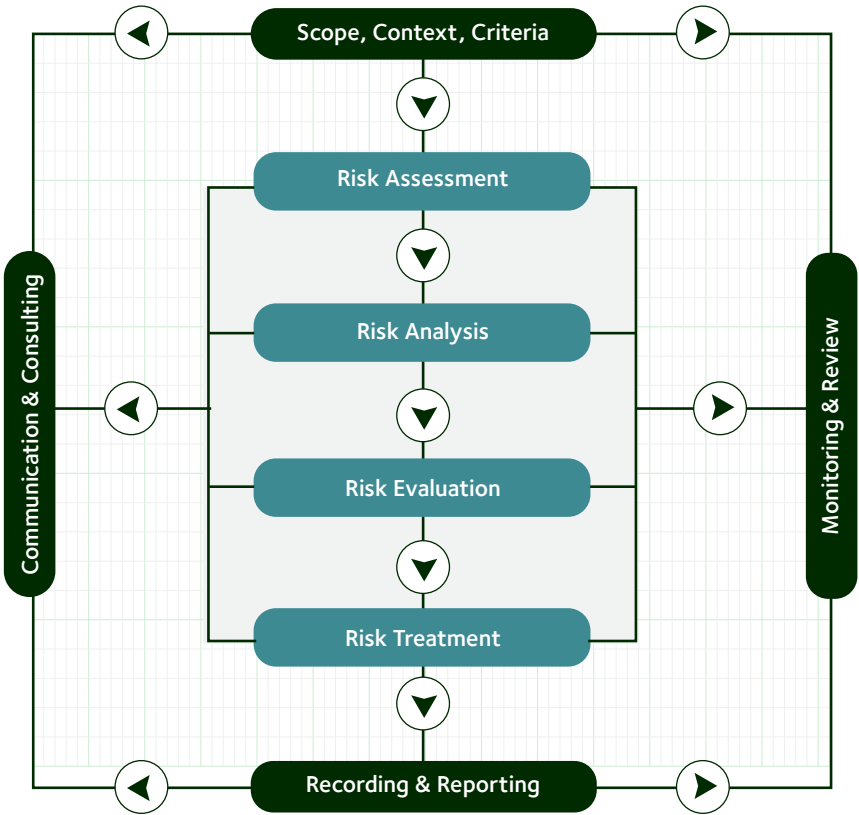 Scope, Context, Criteria
Risk Assessment
Communication & Consulting
Risk Analysis
Monitoring & Review
Risk Evaluation
Risk Treatment
Recording & Reporting